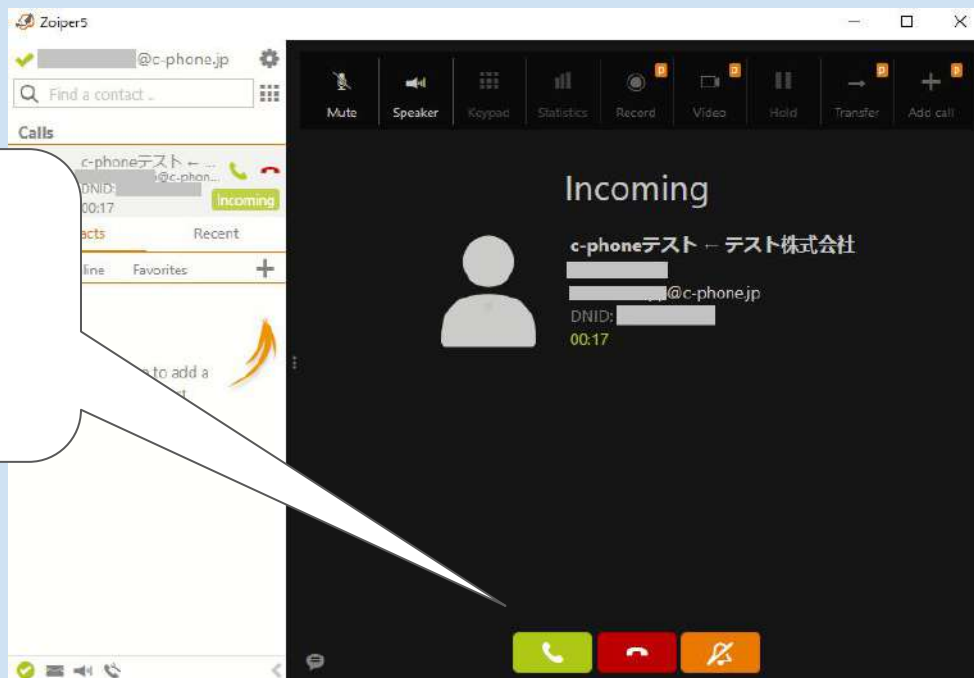 Zoiper5
@c-phone.jp
Find a contact ..
Calls
c-phoneテスト ← ...
@c-phon...
DNID:
00:17
Incoming
Recent
Favorites
to add a
Mute
Speaker
Keypad
Statistics
Record
Video
Hold
Transfer
Add call
Incoming
c-phoneテスト ← テスト株式会社
@c-phone.jp
DNID:
00:17